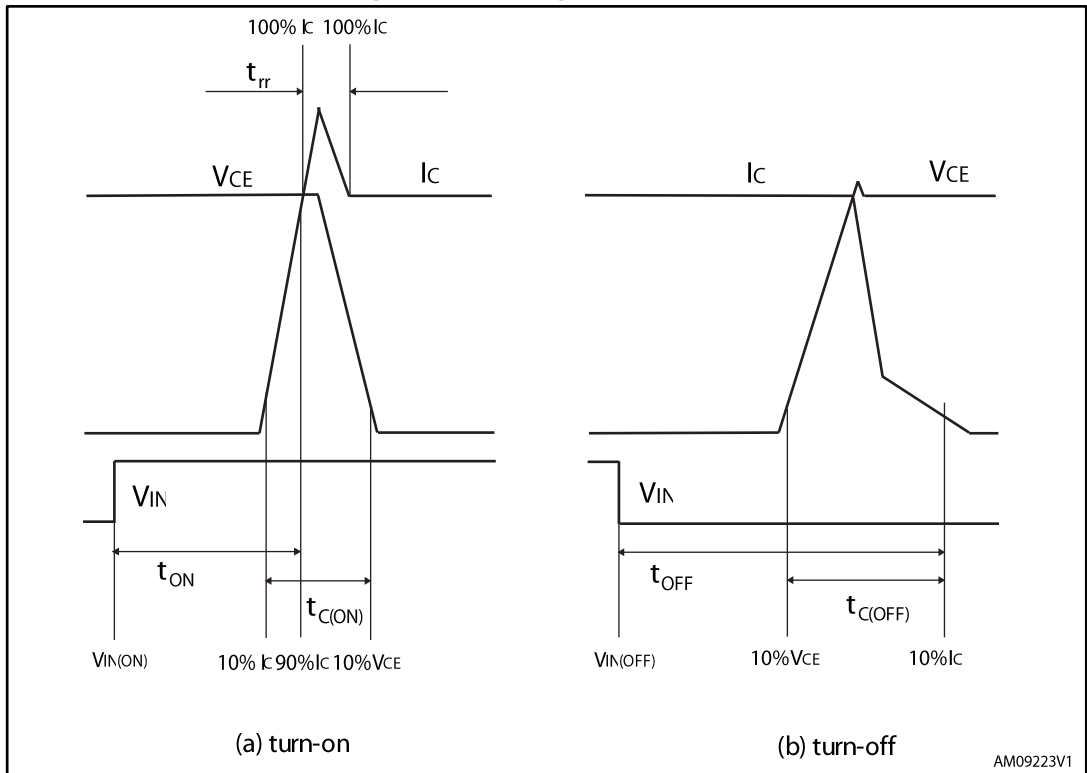 100% IC 100% IC
trr
VCE IC
VIN
tON
tC(ON)
VIN(ON) 10% IC 90% IC 10% VCE
(a) turn-on
IC VCE
VIN
tOFF
tC(OFF)
VIN(OFF) 10% VCE 10% IC
(b) turn-off
AM09223V1